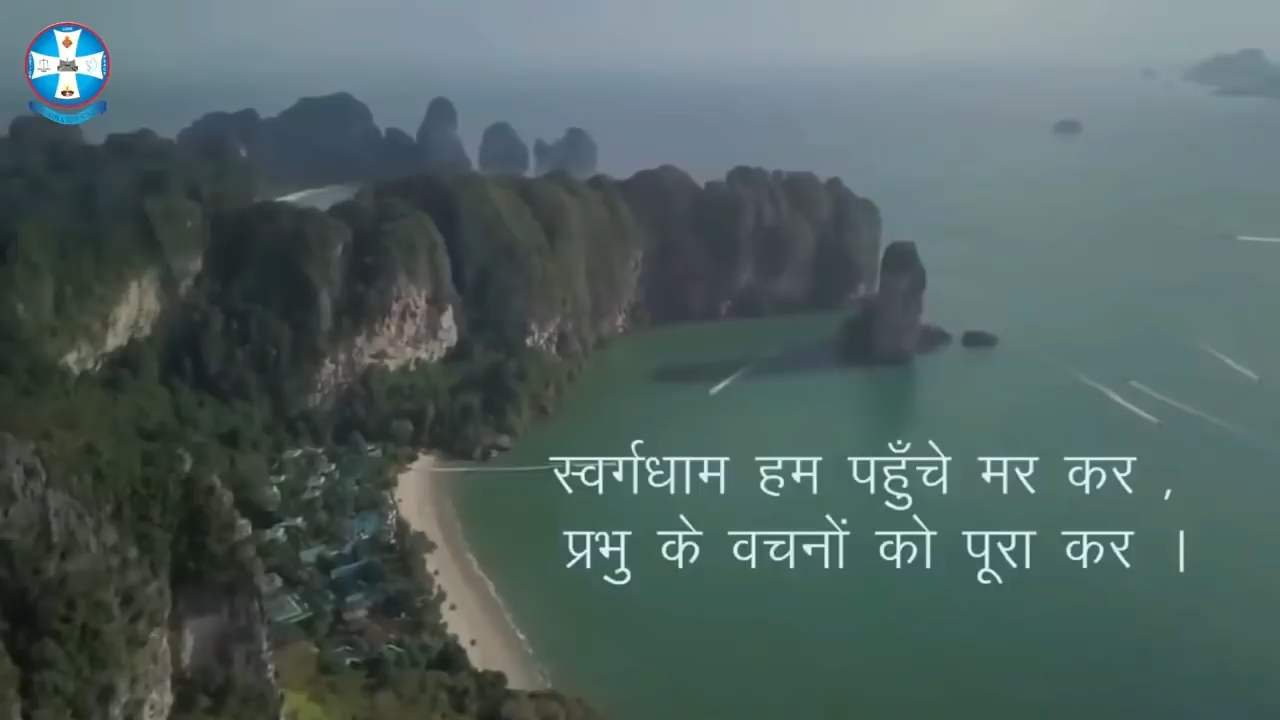 स्वर्गधाम हम पहुँचे मर कर ,
प्रभु के वचनों को पूरा कर ।